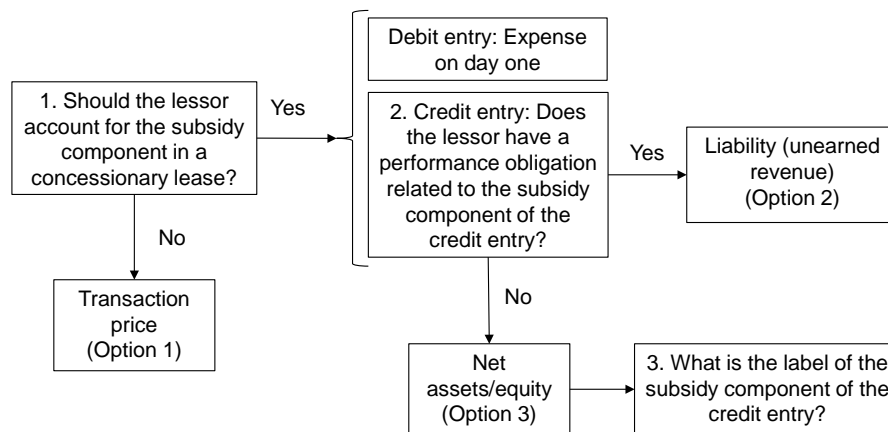 Debit entry: Expense
on day one
1. Should the lessor
account for the subsidy
component in a
concessionary lease?
Yes
2. Credit entry: Does
the lessor have a
performance obligation
related to the subsidy
component of the
credit entry?
Yes
Liability (unearned
revenue)
(Option 2)
No
Transaction
price
(Option 1)
No
Net
assets/equity
(Option 3)
3. What is the label of the
subsidy component of the
credit entry?